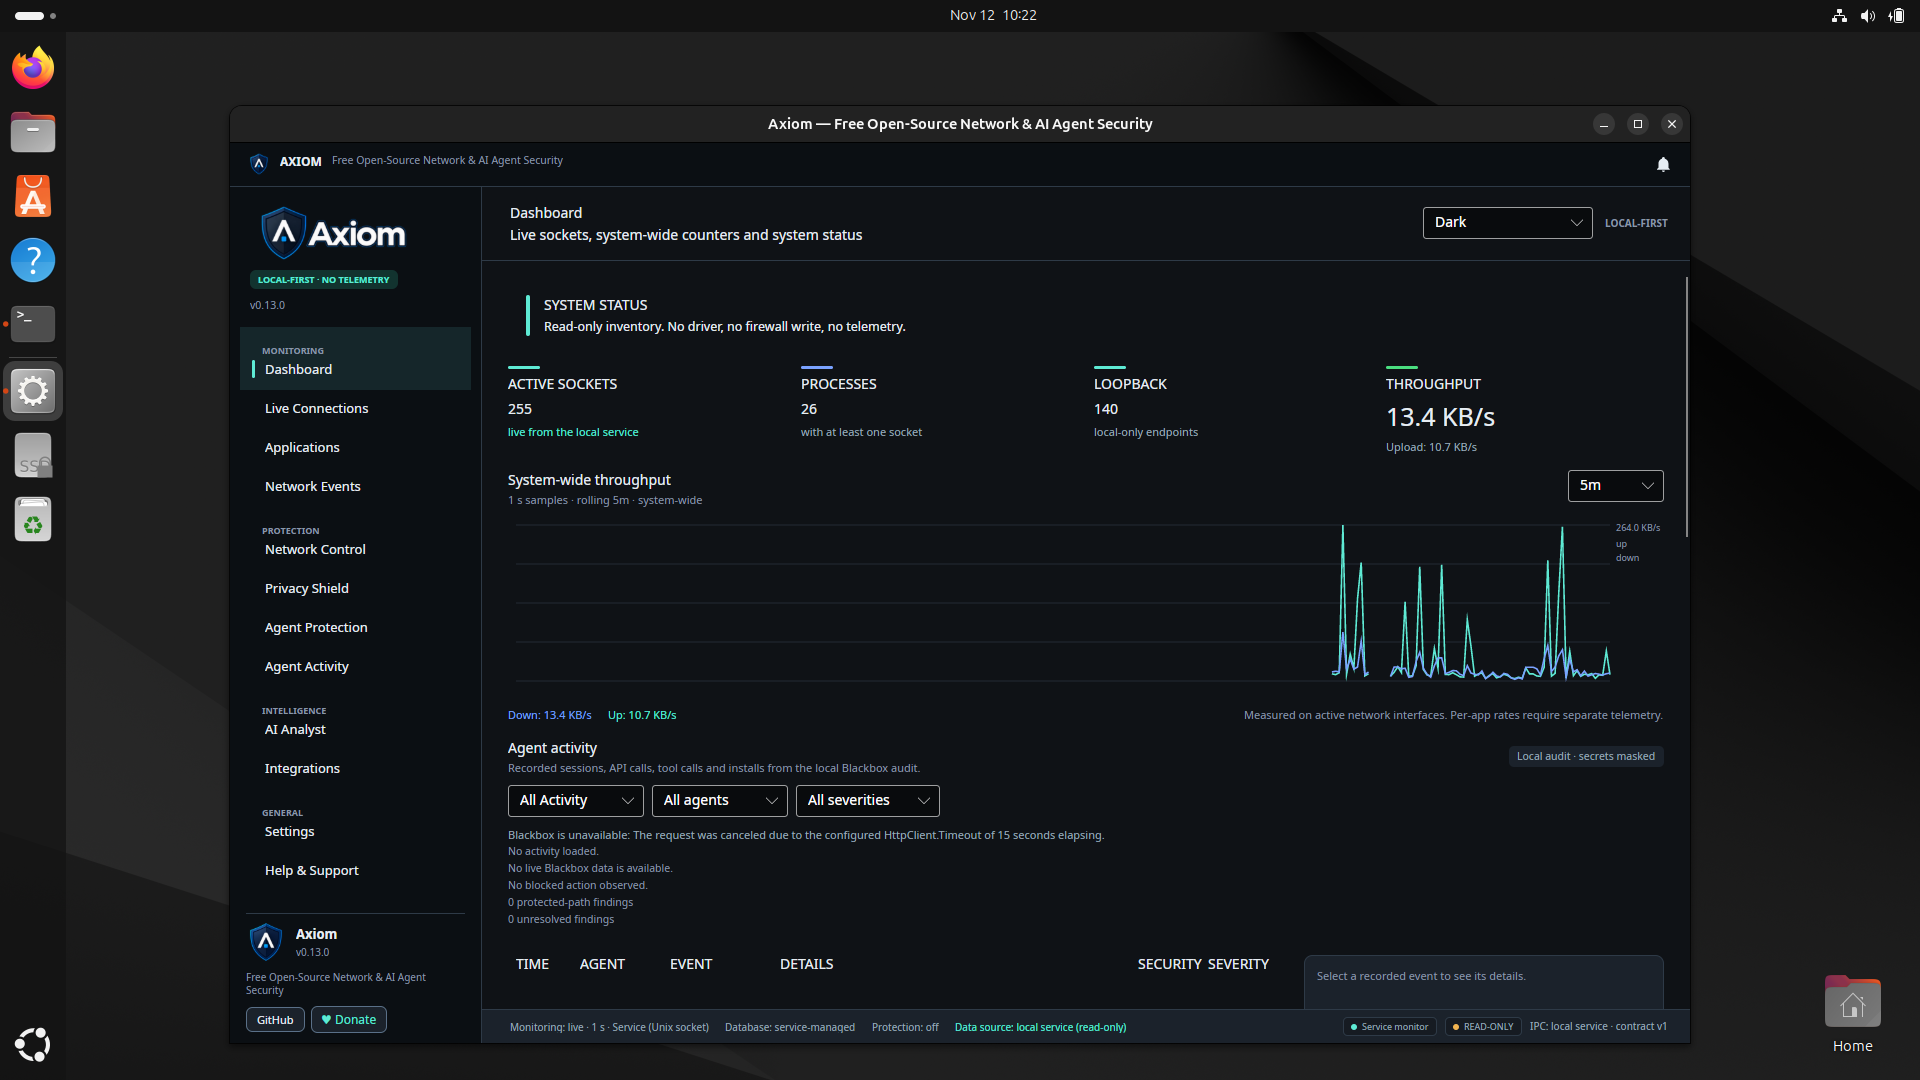 Nov 12 10:22
Axiom — Free Open-Source Network & AI Agent Security
AXIOM Free Open-Source Network & AI Agent Security
Axiom
LOCAL-FIRST · NO TELEMETRY
v0.13.0
MONITORING
Dashboard
Live Connections
Applications
Network Events
PROTECTION
Network Control
Privacy Shield
Agent Protection
Agent Activity
INTELLIGENCE
AI Analyst
Integrations
GENERAL
Settings
Help & Support
Axiom
v0.13.0
Free Open-Source Network & AI Agent
Security
GitHub
♥ Donate
Dashboard
Live sockets, system-wide counters and system status
Dark
LOCAL-FIRST
SYSTEM STATUS
Read-only inventory. No driver, no firewall write, no telemetry.
ACTIVE SOCKETS
255
live from the local service
PROCESSES
26
with at least one socket
LOOPBACK
140
local-only endpoints
THROUGHPUT
13.4 KB/s
Upload: 10.7 KB/s
System-wide throughput
1 s samples · rolling 5m · system-wide
5m
264.0 KB/s
up
down
Down: 13.4 KB/s Up: 10.7 KB/s
Measured on active network interfaces. Per-app rates require separate telemetry.
Agent activity
Recorded sessions, API calls, tool calls and installs from the local Blackbox audit.
Local audit · secrets masked
All Activity
All agents
All severities
Blackbox is unavailable: The request was canceled due to the configured HttpClient.Timeout of 15 seconds elapsing.
No activity loaded.
No live Blackbox data is available.
No blocked action observed.
0 protected-path findings
0 unresolved findings
TIME AGENT EVENT DETAILS SECURITY SEVERITY
Select a recorded event to see its details.
Monitoring: live · 1 s · Service (Unix socket) Database: service-managed Protection: off Data source: local service (read-only)
Service monitor
READ-ONLY
IPC: local service · contract v1
SS
Home